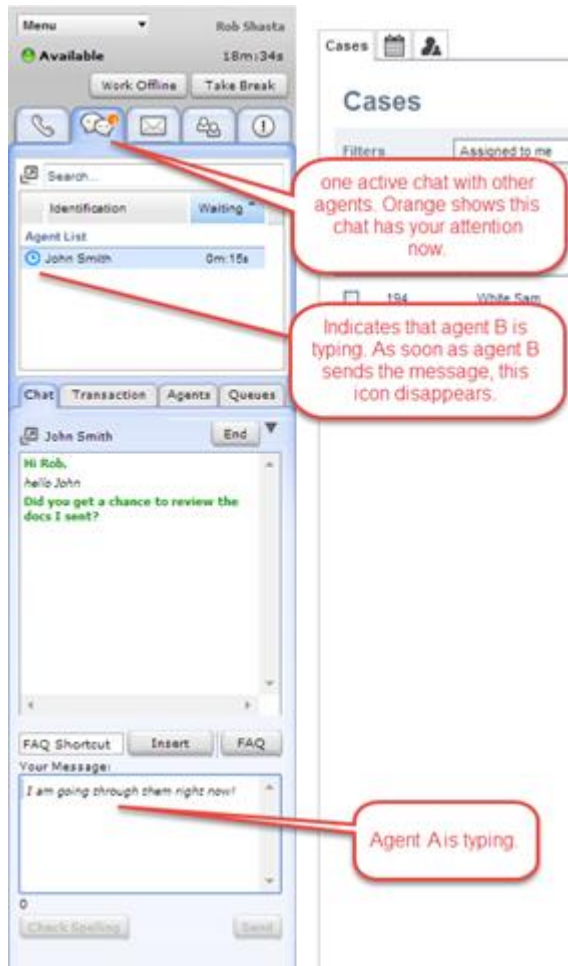 Menu
Rob Shasta
Available
18m:34s
Work Offline
Take Break
Cases
Cases
Filters
Assigned to me
Search...
Identification
Waiting
one active chat with other
agents. Orange shows this
chat has your attention
now.
Agent List
John Smith
0m:15s
194
White Sam
Indicates that agent B is
typing. As soon as agent B
sends the message, this
icon disappears.
Chat
Transaction
Agents
Queues
John Smith
End
Hi Rob,
hello John
Did you get a chance to review the
docs I sent?
FAQ Shortcut
Insert
FAQ
Your Message:
I am going through them right now!
Agent A is typing.
0
Check Spelling
Send